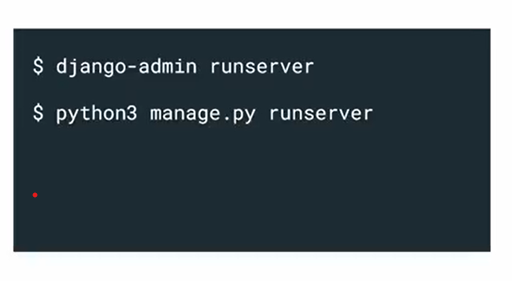 $ django-admin runserver
$ python3 manage.py runserver